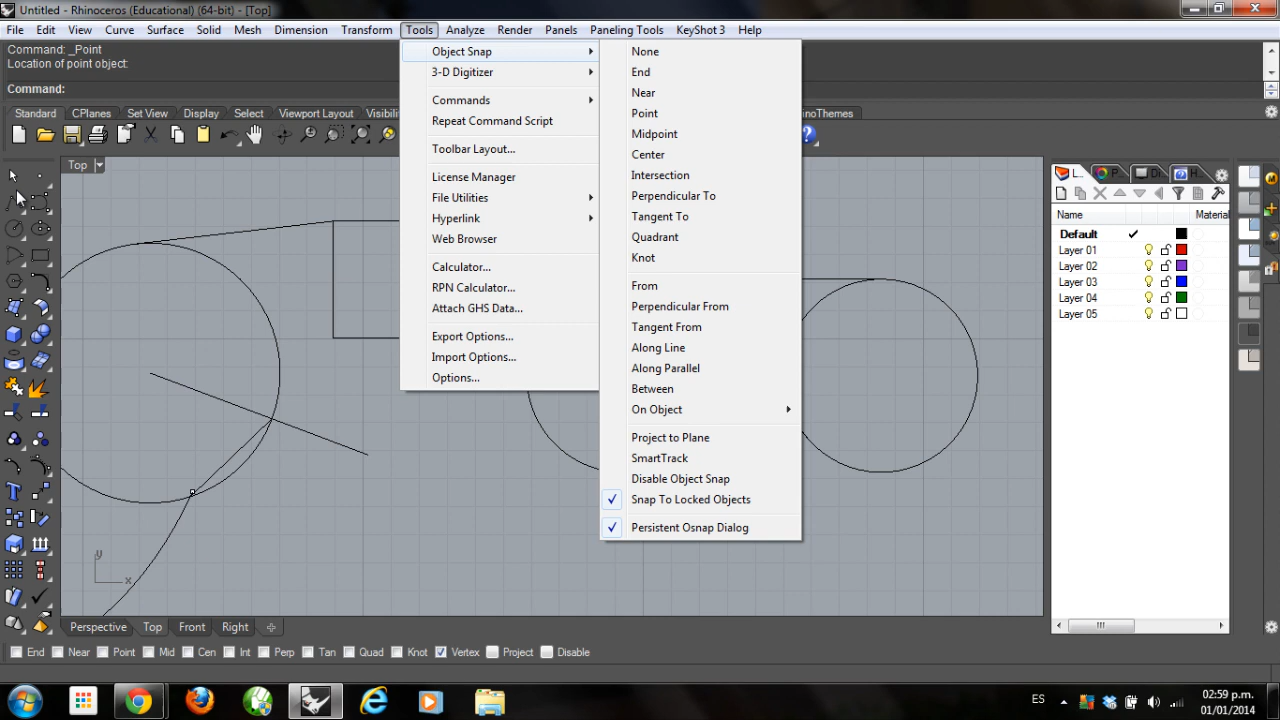 Untitled - Rhinoceros (Educational) (64-bit) - [Top]
File Edit View Curve Surface Solid Mesh Dimension Transform Tools Analyze Render Panels Paneling Tools KeyShot 3 Help
Command: _Point
Location of point object:
Command:
Standard CPlanes Set View Display Select Viewport Layout Visibili inoThemes
Top
Object Snap
3-D Digitizer
Commands
Repeat Command Script
Toolbar Layout...
License Manager
File Utilities
Hyperlink
Web Browser
Calculator...
RPN Calculator...
Attach GHS Data...
Export Options...
Import Options...
Options...
None
End
Near
Point
Midpoint
Center
Intersection
Perpendicular To
Tangent To
Quadrant
Knot
From
Perpendicular From
Tangent From
Along Line
Along Parallel
Between
On Object
Project to Plane
SmartTrack
Disable Object Snap
Snap To Locked Objects
Persistent Osnap Dialog
L... P... Di H...
Name Material
Default
Layer 01
Layer 02
Layer 03
Layer 04
Layer 05
y
x
Perspective Top Front Right
End Near Point Mid Cen Int Perp Tan Quad Knot Vertex Project Disable
ES
02:59 p.m.
01/01/2014